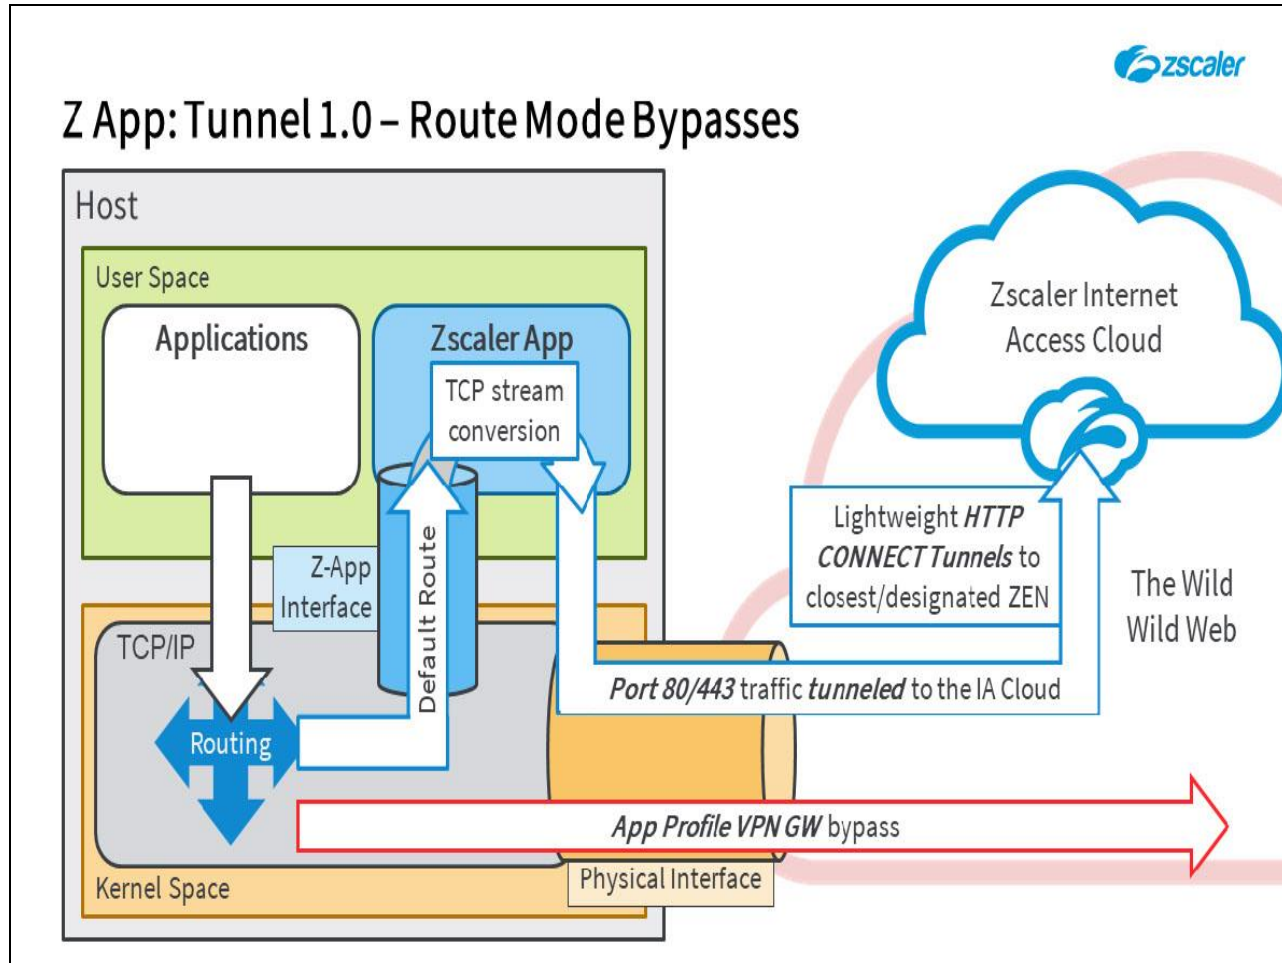 zscaler
Z App: Tunnel 1.0 – Route Mode Bypasses
Host
User Space
Applications
Zscaler App
TCP stream
conversion
Z-App
Interface
Default Route
TCP/IP
Routing
Kernel Space
Physical Interface
Zscaler Internet
Access Cloud
Lightweight HTTP
CONNECT Tunnels to
closest/designated ZEN
The Wild
Wild Web
Port 80/443 traffic tunneled to the IA Cloud
App Profile VPN GW bypass